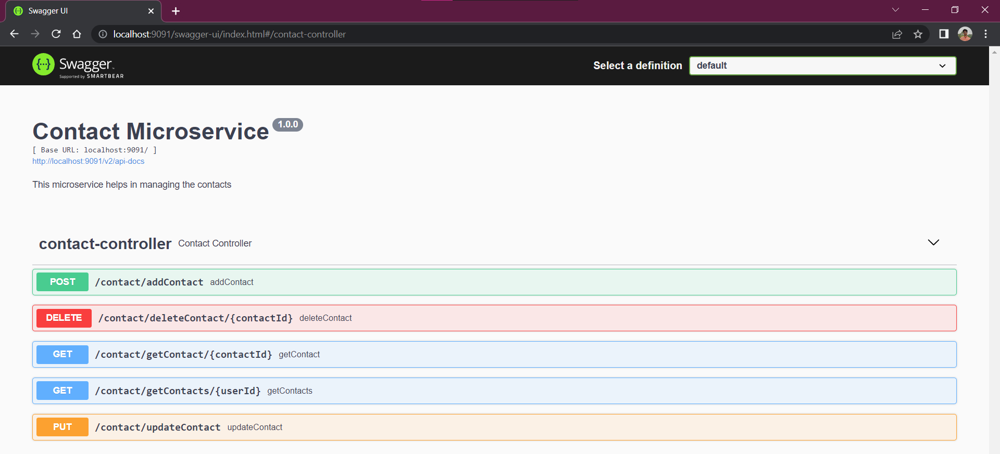 Swagger UI
localhost:9091/swagger-ui/index.html#/contact-controller
Swagger
Supported by SMARTBEAR
Select a definition default
Contact Microservice 1.0.0
[ Base URL: localhost:9091/ ]
http://localhost:9091/v2/api-docs
This microservice helps in managing the contacts
contact-controller Contact Controller
POST /contact/addContact addContact
DELETE /contact/deleteContact/{contactId} deleteContact
GET /contact/getContact/{contactId} getContact
GET /contact/getContacts/{userId} getContacts
PUT /contact/updateContact updateContact